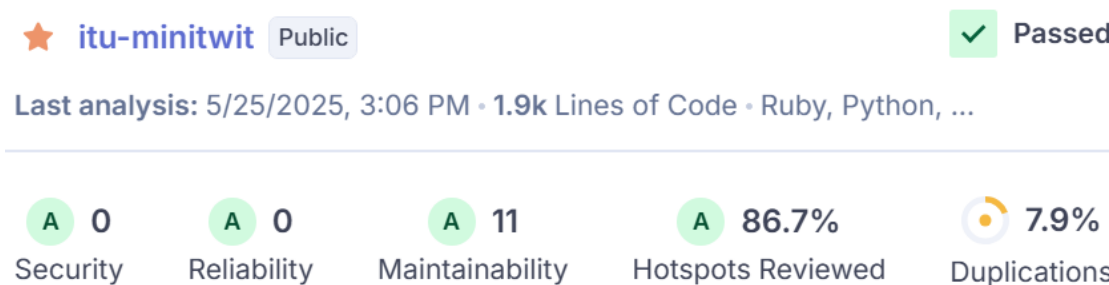 itu-minitwit Public Passed
Last analysis: 5/25/2025, 3:06 PM • 1.9k Lines of Code • Ruby, Python, ...
A 0 A 0 A 11 A 86.7% 7.9%
Security Reliability Maintainability Hotspots Reviewed Duplications